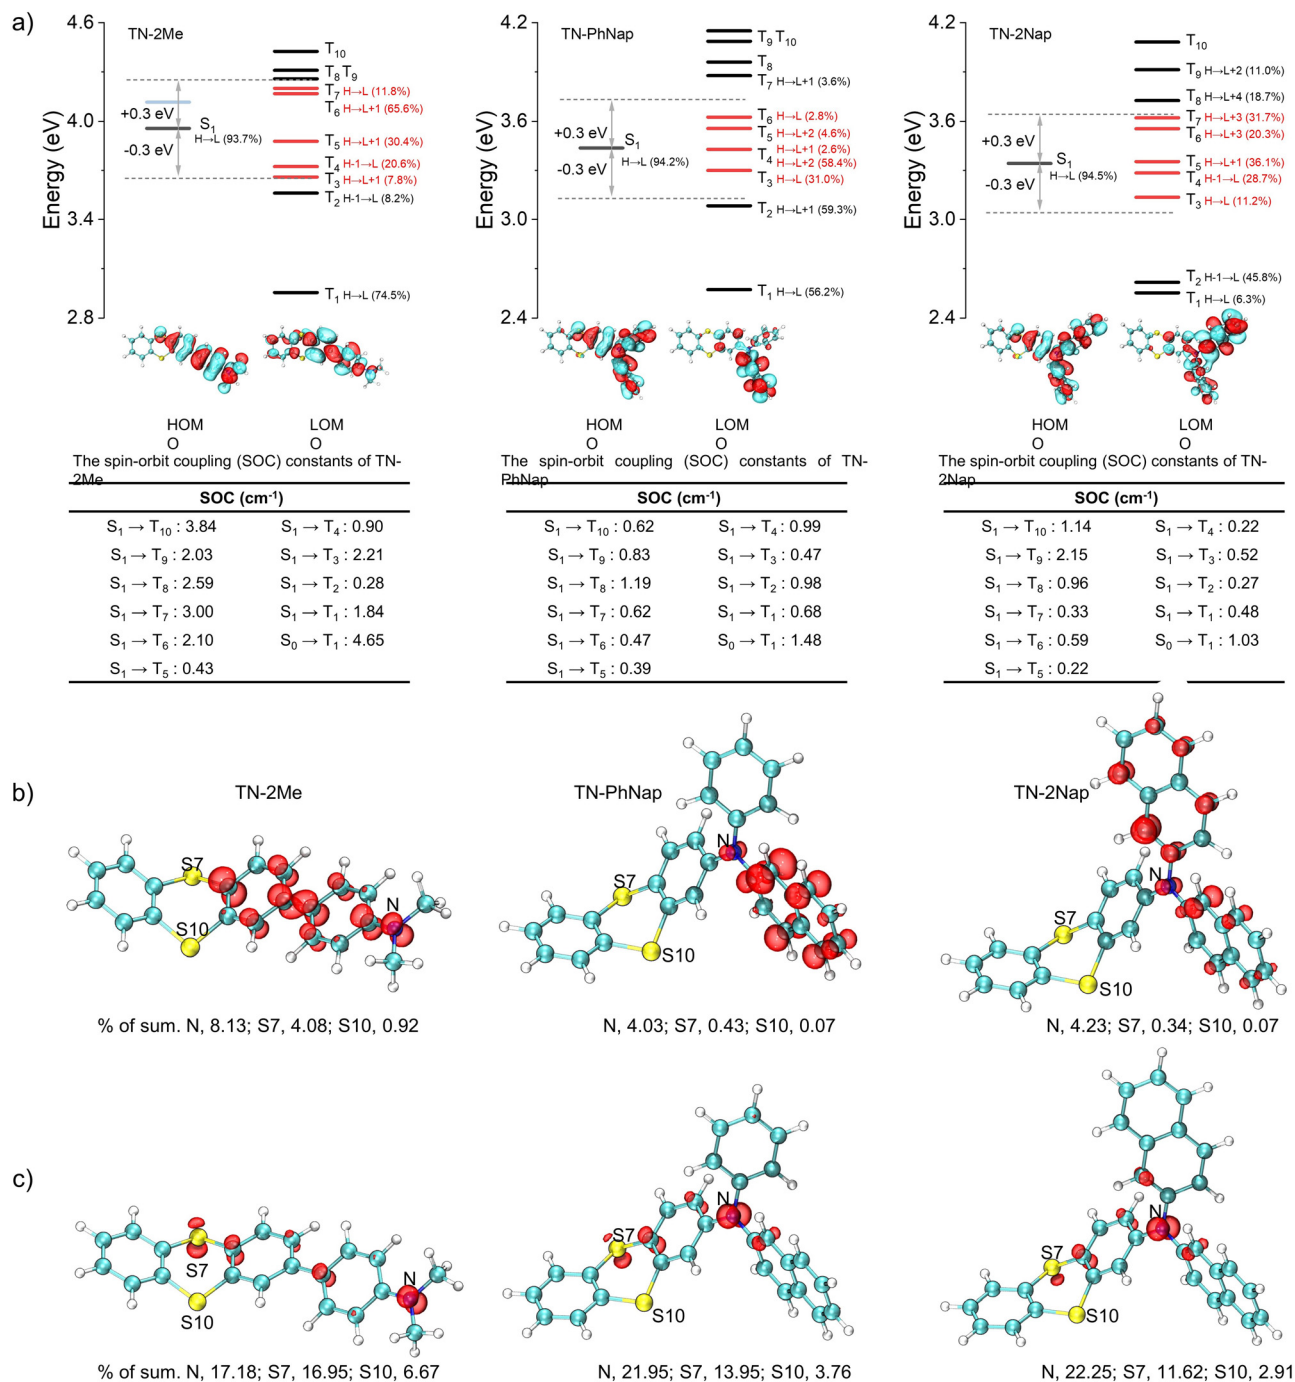 a)
TN-2Me
Energy (eV)
4.6
4.0
3.4
2.8
+0.3 eV
-0.3 eV
S1
H→L (93.7%)
T10
T8 T9
T7 H→L (11.8%)
T6 H→L+1 (65.6%)
T5 H→L+1 (30.4%)
T4 H-1→L (20.6%)
T3 H→L+1 (7.8%)
T2 H-1→L (8.2%)
T1 H→L (74.5%)
HOM
O
LOM
O
TN-PhNap
Energy (eV)
4.2
3.6
3.0
2.4
+0.3 eV
-0.3 eV
S1
H→L (94.2%)
T9 T10
T8
T7 H→L+1 (3.6%)
T6 H→L (2.8%)
T5 H→L+2 (4.6%)
H→L+1 (2.6%)
T4 H→L+2 (58.4%)
T3 H→L (31.0%)
T2 H→L+1 (59.3%)
T1 H→L (56.2%)
HOM
O
LOM
O
TN-2Nap
Energy (eV)
4.2
3.6
3.0
2.4
+0.3 eV
-0.3 eV
S1
H→L (94.5%)
T10
T9 H→L+2 (11.0%)
T8 H→L+4 (18.7%)
T7 H→L+3 (31.7%)
T6 H→L+3 (20.3%)
T5 H→L+1 (36.1%)
T4 H-1→L (28.7%)
T3 H→L (11.2%)
T2 H-1→L (45.8%)
T1 H→L (6.3%)
HOM
O
LOM
O
The spin-orbit coupling (SOC) constants of TN-
2Me
SOC (cm-1)
S1 → T10 : 3.84 S1 → T4 : 0.90
S1 → T9 : 2.03 S1 → T3 : 2.21
S1 → T8 : 2.59 S1 → T2 : 0.28
S1 → T7 : 3.00 S1 → T1 : 1.84
S1 → T6 : 2.10 S0 → T1 : 4.65
S1 → T5 : 0.43
The spin-orbit coupling (SOC) constants of TN-
PhNap
SOC (cm-1)
S1 → T10 : 0.62 S1 → T4 : 0.99
S1 → T9 : 0.83 S1 → T3 : 0.47
S1 → T8 : 1.19 S1 → T2 : 0.98
S1 → T7 : 0.62 S1 → T1 : 0.68
S1 → T6 : 0.47 S0 → T1 : 1.48
S1 → T5 : 0.39
The spin-orbit coupling (SOC) constants of TN-
2Nap
SOC (cm-1)
S1 → T10 : 1.14 S1 → T4 : 0.22
S1 → T9 : 2.15 S1 → T3 : 0.52
S1 → T8 : 0.96 S1 → T2 : 0.27
S1 → T7 : 0.33 S1 → T1 : 0.48
S1 → T6 : 0.59 S0 → T1 : 1.03
S1 → T5 : 0.22
b)
TN-2Me
S7
S10
N
% of sum. N, 8.13; S7, 4.08; S10, 0.92
TN-PhNap
N
S7
S10
N, 4.03; S7, 0.43; S10, 0.07
TN-2Nap
N
S7
S10
N, 4.23; S7, 0.34; S10, 0.07
c)
S7
N
S10
% of sum. N, 17.18; S7, 16.95; S10, 6.67
N
S7
S10
N, 21.95; S7, 13.95; S10, 3.76
N
S7
S10
N, 22.25; S7, 11.62; S10, 2.91